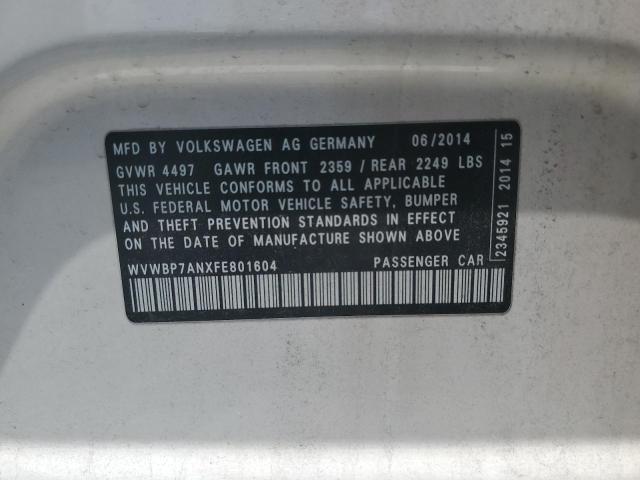 MFD BY VOLKSWAGEN AG GERMANY 06/2014
GVWR 4497 GAWR FRONT 2359 / REAR 2249 LBS
THIS VEHICLE CONFORMS TO ALL APPLICABLE
U.S. FEDERAL MOTOR VEHICLE SAFETY, BUMPER
AND THEFT PREVENTION STANDARDS IN EFFECT
ON THE DATE OF MANUFACTURE SHOWN ABOVE
WVWBP7ANXFE801604 PASSENGER CAR
2345921 2014 15